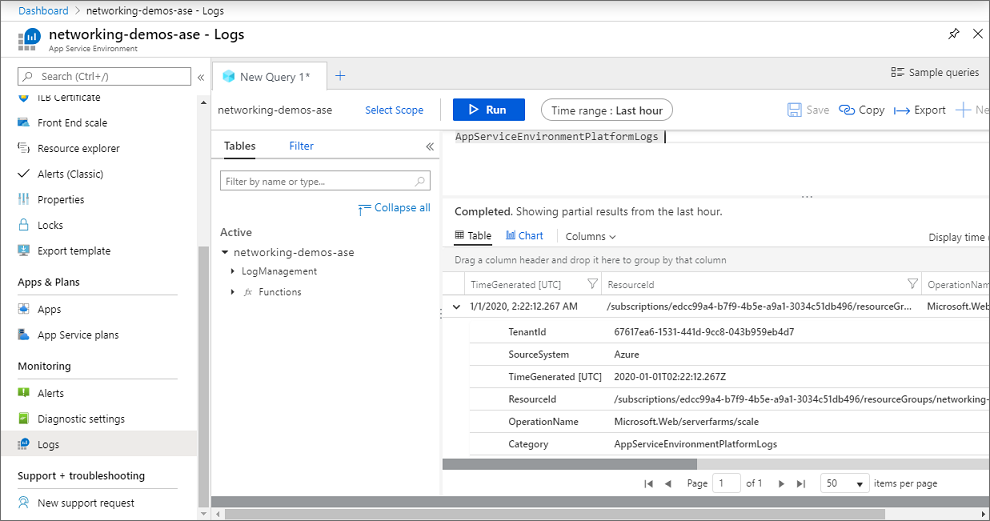 Dashboard > networking-demos-ase - Logs
networking-demos-ase - Logs
App Service Environment
Search (Ctrl+/)
ILB Certificate
Front End scale
Resource explorer
Alerts (Classic)
Properties
Locks
Export template
Apps & Plans
Apps
App Service plans
Monitoring
Alerts
Diagnostic settings
Logs
Support + troubleshooting
New support request
New Query 1*
Sample queries
networking-demos-ase Select Scope Run Time range : Last hour Save Copy Export Ne
Tables Filter
Filter by name or type...
Collapse all
Active
networking-demos-ase
LogManagement
fx Functions
AppServiceEnvironmentPlatformLogs
Completed. Showing partial results from the last hour.
Table Chart Columns Display time (
Drag a column header and drop it here to group by that column
TimeGenerated [UTC] ResourceId OperationName
1/1/2020, 2:22:12.267 AM /subscriptions/edcc99a4-b7f9-4b5e-a9a1-3034c51db496/resourceGr... Microsoft.Web
TenantId 67617ea6-1531-441d-9cc8-043b959eb4d7
SourceSystem Azure
TimeGenerated [UTC] 2020-01-01T02:22:12.267Z
ResourceId /subscriptions/edcc99a4-b7f9-4b5e-a9a1-3034c51db496/resourceGroups/networking-
OperationName Microsoft.Web/serverfarms/scale
Category AppServiceEnvironmentPlatformLogs
Page 1 of 1 50 items per page